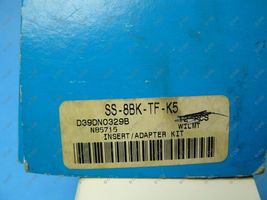 SS-8BK-TF-K5
D39DN0329B
WILMT
N85715
INSERT/ADAPTER KIT